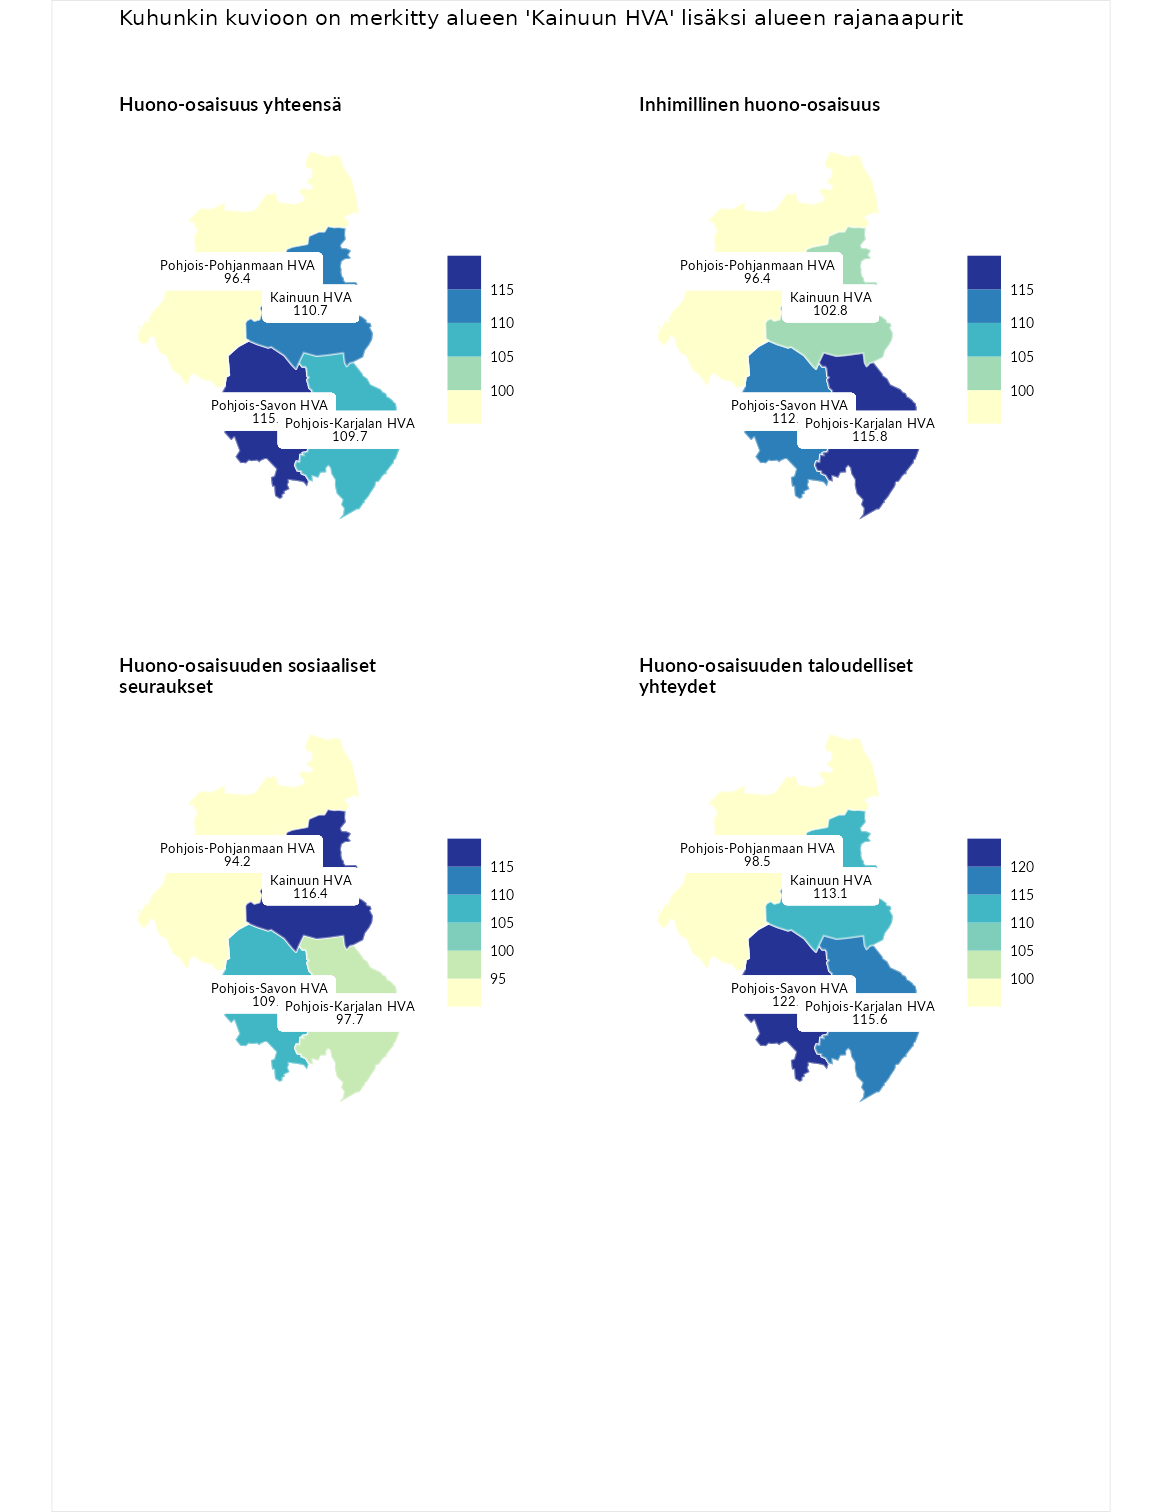 Kuhunkin kuvioon on merkitty alueen 'Kainuun HVA' lisäksi alueen rajanaapurit
Huono-osaisuus yhteensä
Pohjois-Pohjanmaan HVA
96.4
Kainuun HVA
110.7
Pohjois-Savon HVA
115.
Pohjois-Karjalan HVA
109.7
115
110
105
100
Inhimillinen huono-osaisuus
Pohjois-Pohjanmaan HVA
96.4
Kainuun HVA
102.8
Pohjois-Savon HVA
112.
Pohjois-Karjalan HVA
115.8
115
110
105
100
Huono-osaisuuden sosiaaliset
seuraukset
Pohjois-Pohjanmaan HVA
94.2
Kainuun HVA
116.4
Pohjois-Savon HVA
109.
Pohjois-Karjalan HVA
97.7
115
110
105
100
95
Huono-osaisuuden taloudelliset
yhteydet
Pohjois-Pohjanmaan HVA
98.5
Kainuun HVA
113.1
Pohjois-Savon HVA
122.
Pohjois-Karjalan HVA
115.6
120
115
110
105
100